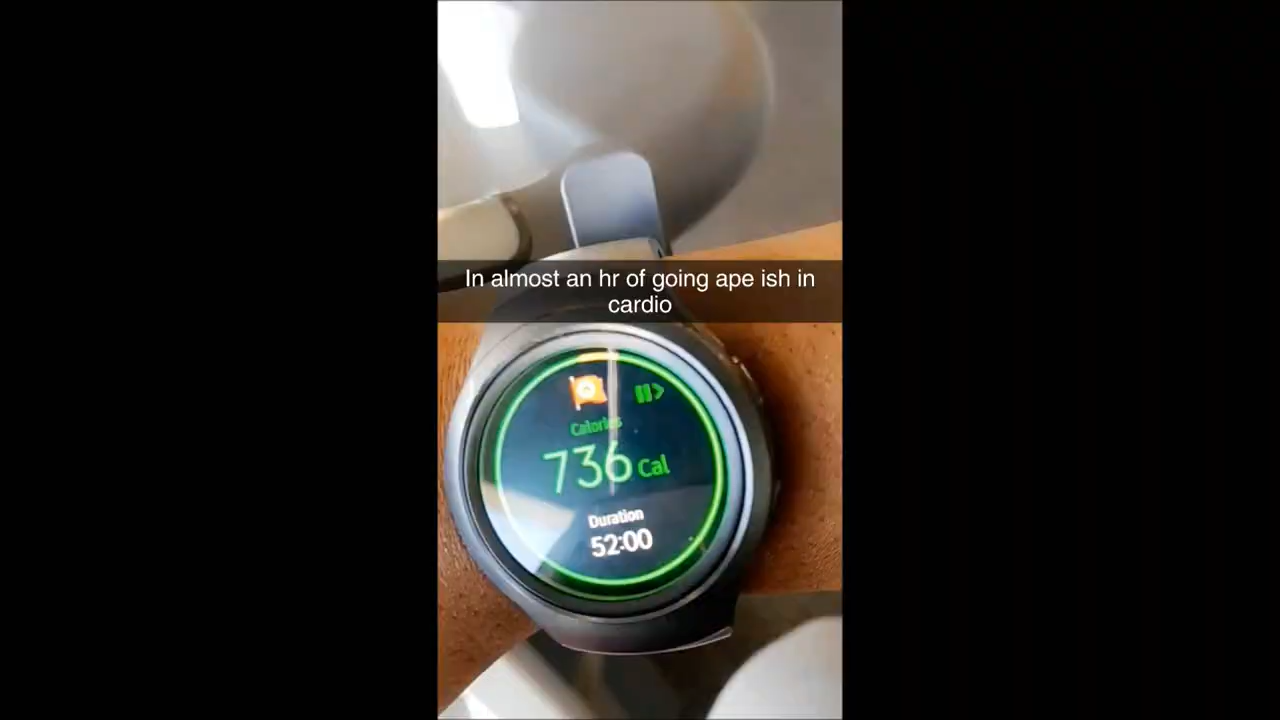 In almost an hr of going ape ish in
cardio
Calories
736 Cal
Duration
52:00